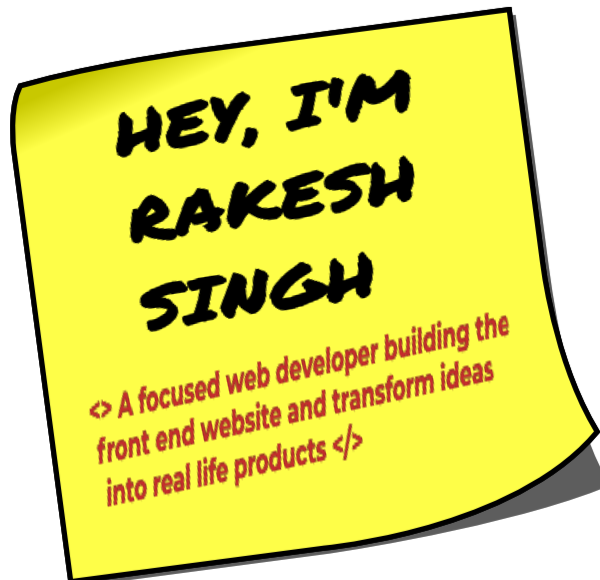 HEY, I'M
RAKESH
SINGH
<> A focused web developer building the
front end website and transform ideas
into real life products </>